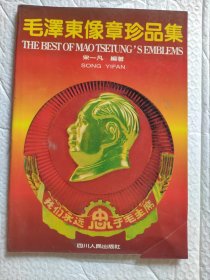 毛澤東像章珍品集
THE BEST OF MAO TSETUNG'S EMBLEMS
宋一凡 編著
SONG YIFAN
我们永远忠于毛主席
四川人民出版社